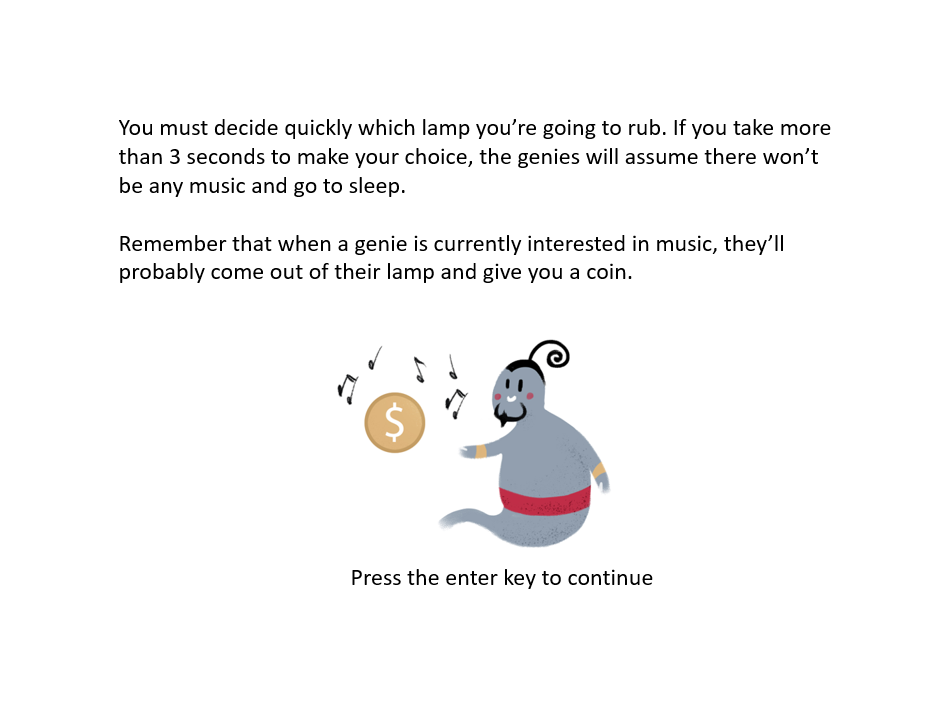 You must decide quickly which lamp you’re going to rub. If you take more
than 3 seconds to make your choice, the genies will assume there won’t
be any music and go to sleep.
Remember that when a genie is currently interested in music, they’ll
probably come out of their lamp and give you a coin.
$
Press the enter key to continue